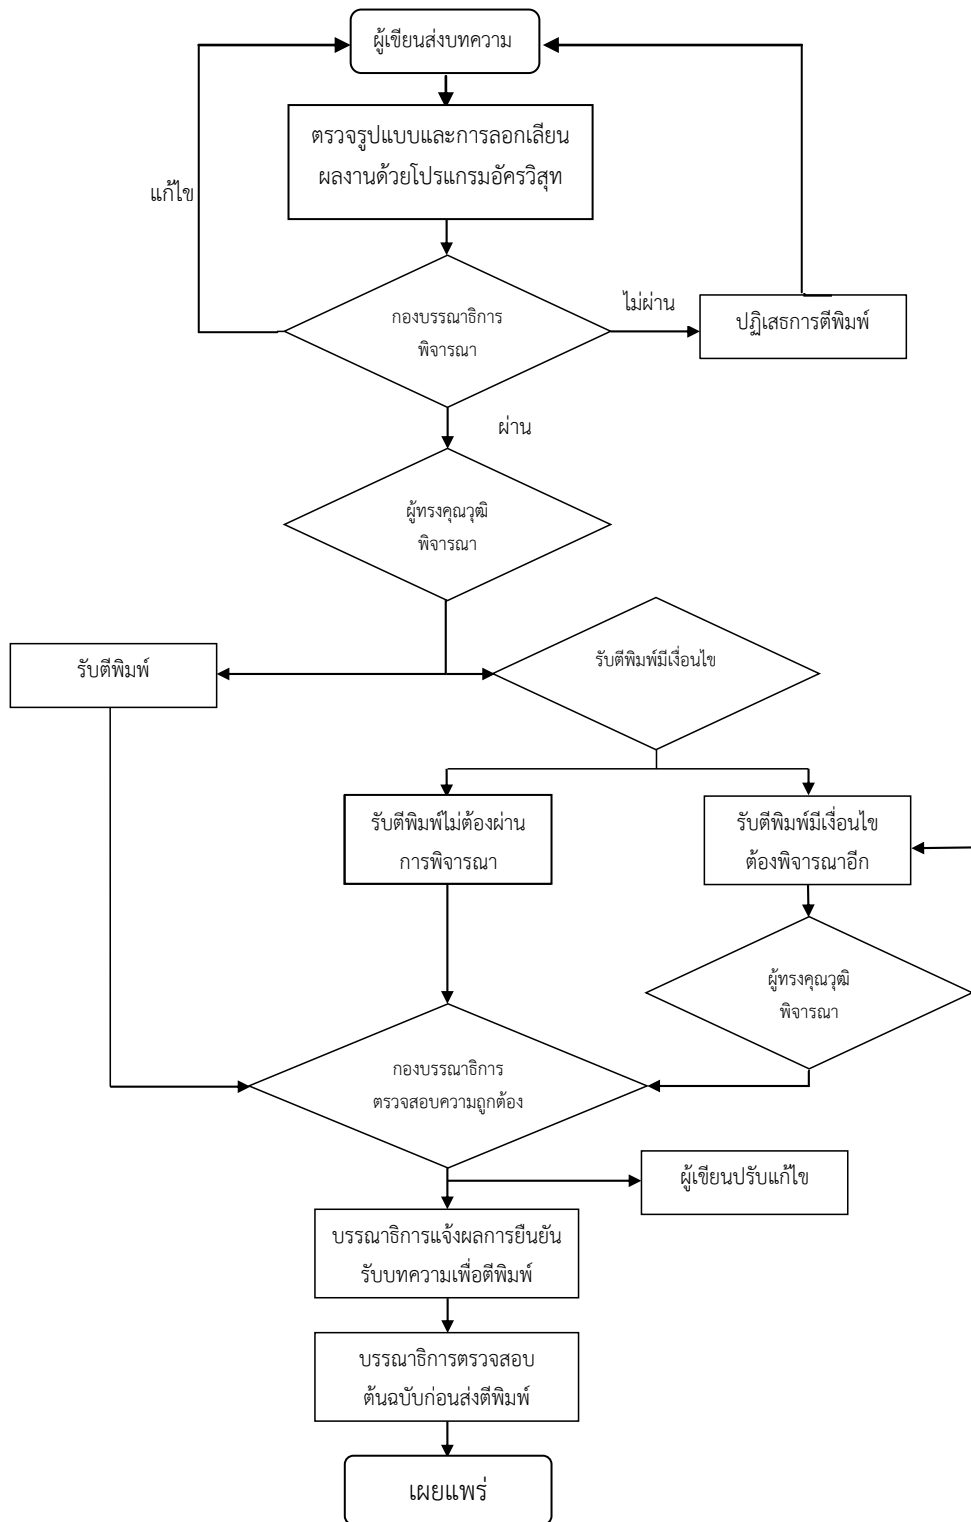 ผู้เขียนส่งบทความ
ตรวจรูปแบบและการลอกเลียน
ผลงานด้วยโปรแกรมอัครวิสุท
แก้ไข
กองบรรณาธิการ
พิจารณา
ไม่ผ่าน
ปฏิเสธการตีพิมพ์
ผ่าน
ผู้ทรงคุณวุฒิ
พิจารณา
รับตีพิมพ์
รับตีพิมพ์มีเงื่อนไข
รับตีพิมพ์ไม่ต้องผ่าน
การพิจารณา
รับตีพิมพ์มีเงื่อนไข
ต้องพิจารณาอีก
ผู้ทรงคุณวุฒิ
พิจารณา
กองบรรณาธิการ
ตรวจสอบความถูกต้อง
ผู้เขียนปรับแก้ไข
บรรณาธิการแจ้งผลการยืนยัน
รับบทความเพื่อตีพิมพ์
บรรณาธิการตรวจสอบ
ต้นฉบับก่อนส่งตีพิมพ์
เผยแพร่